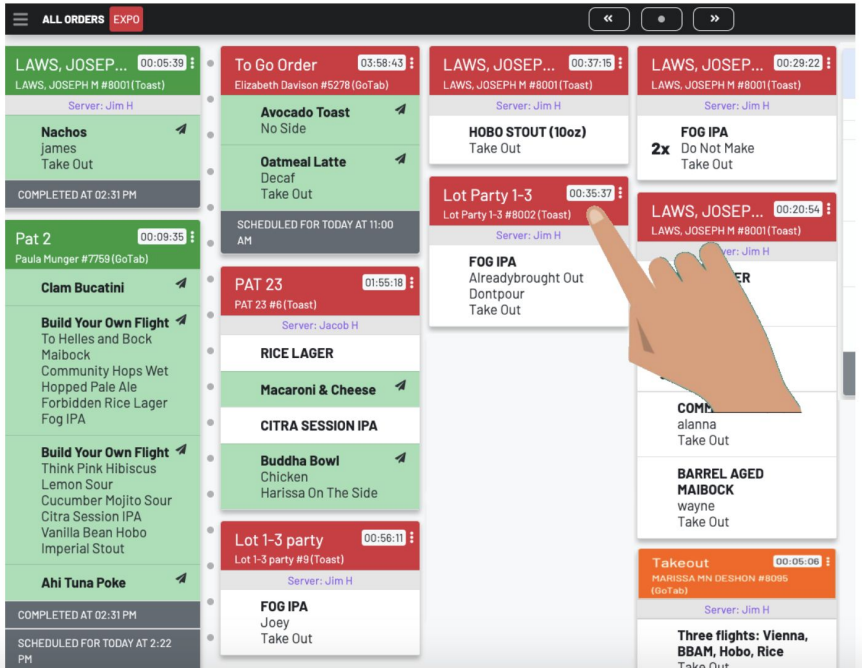 ALL ORDERS EXPO
«
»
LAWS, JOSEP... 00:05:39
LAWS, JOSEPH M #8001 (Toast)
Server: Jim H
Nachos
james
Take Out
COMPLETED AT 02:31 PM
Pat 2 00:09:35
Paula Munger #7759 (GoTab)
Clam Bucatini
Build Your Own Flight
To Helles and Bock
Maibock
Community Hops Wet
Hopped Pale Ale
Forbidden Rice Lager
Fog IPA
Build Your Own Flight
Think Pink Hibiscus
Lemon Sour
Cucumber Mojito Sour
Citra Session IPA
Vanilla Bean Hobo
Imperial Stout
Ahi Tuna Poke
COMPLETED AT 02:31 PM
SCHEDULED FOR TODAY AT 2:22
PM
To Go Order 03:58:43
Elizabeth Davison #5278 (GoTab)
Avocado Toast
No Side
Oatmeal Latte
Decaf
Take Out
SCHEDULED FOR TODAY AT 11:00
AM
PAT 23 01:55:18
PAT 23 #6 (Toast)
Server: Jacob H
RICE LAGER
Macaroni & Cheese
CITRA SESSION IPA
Buddha Bowl
Chicken
Harissa On The Side
Lot 1-3 party 00:56:11
Lot 1-3 party #9 (Toast)
Server: Jim H
FOG IPA
Joey
Take Out
LAWS, JOSEP... 00:37:15
LAWS, JOSEPH M #8001 (Toast)
Server: Jim H
HOBO STOUT (10oz)
Take Out
Lot Party 1-3 00:35:37
Lot Party 1-3 #8002 (Toast)
Server: Jim H
FOG IPA
Alreadybrought Out
Dontpour
Take Out
LAWS, JOSEP... 00:29:22
LAWS, JOSEPH M #8001 (Toast)
Server: Jim H
FOG IPA
2x Do Not Make
Take Out
LAWS, JOSEP... 00:20:54
LAWS, JOSEPH M #8001 (Toast)
Jim H
alanna
Take Out
BARREL AGED
MAIBOCK
wayne
Take Out
Takeout 00:05:06
MARISSA MN DESHON #8095
(GoTab)
Server: Jim H
Three flights: Vienna,
BBAM, Hobo, Rice
Take Out